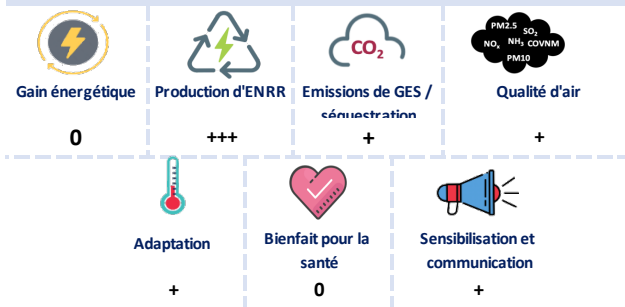 CO₂
PM2.5 SO₂
NOₓ NH₃ COVNM
PM10
Gain énergétique
Production d'ENRR
Emissions de GES /
séquestration
Qualité d'air
0
+++
+
+
Adaptation
Bienfait pour la
santé
Sensibilisation et
communication
+
0
+